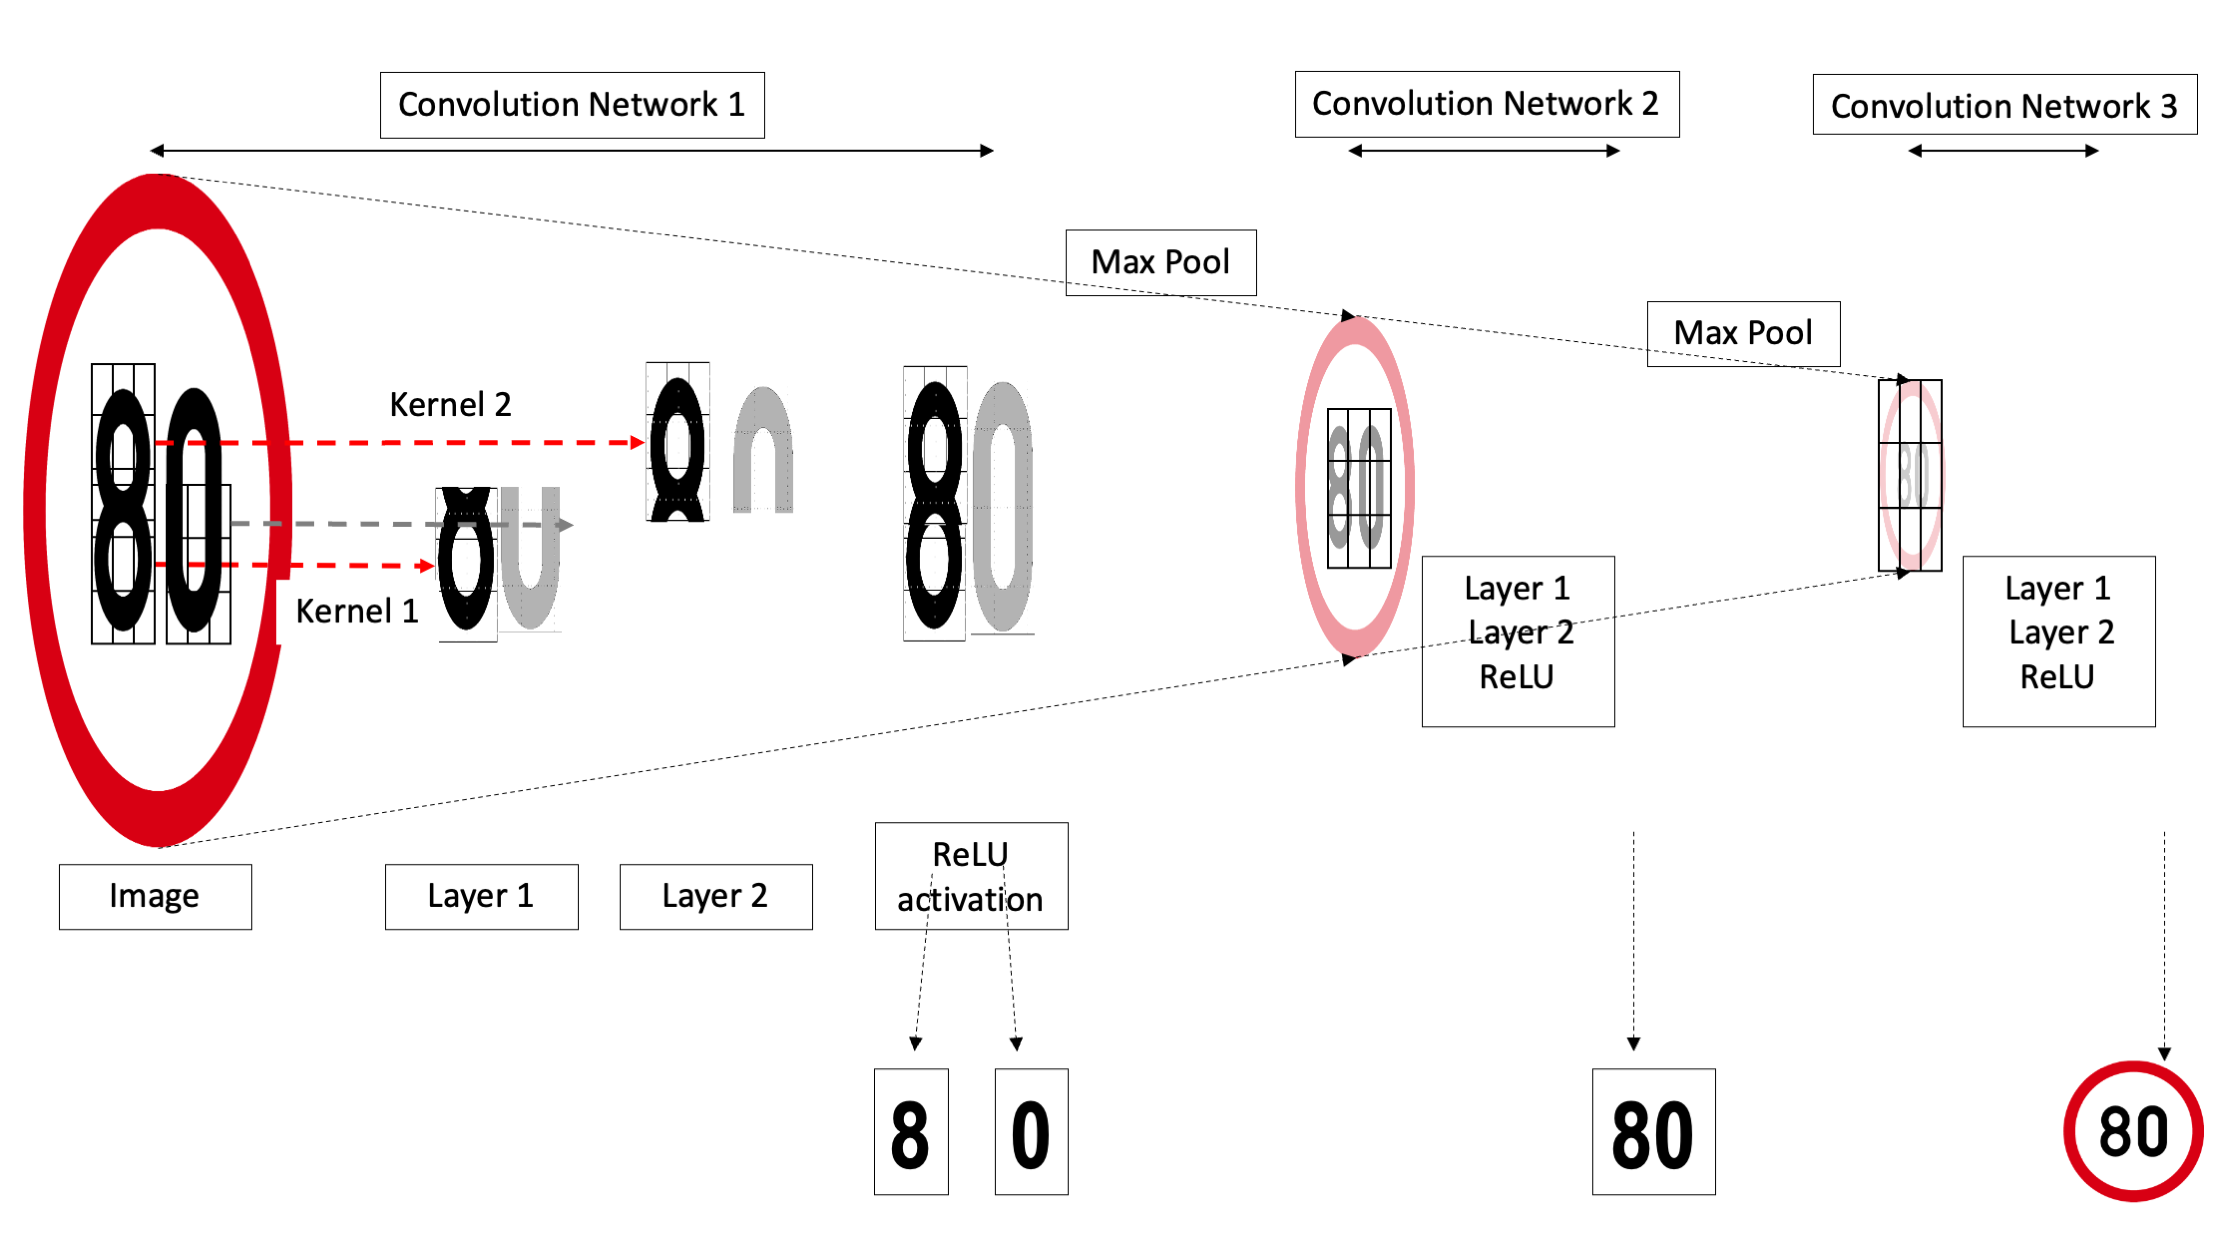 Convolution Network 1
Convolution Network 2
Convolution Network 3
Max Pool
Max Pool
80
Kernel 2
Kernel 1
8
0
80
80
Layer 1
Layer 2
ReLU
Layer 1
Layer 2
ReLU
Image
Layer 1
Layer 2
ReLU
activation
8
0
80
80